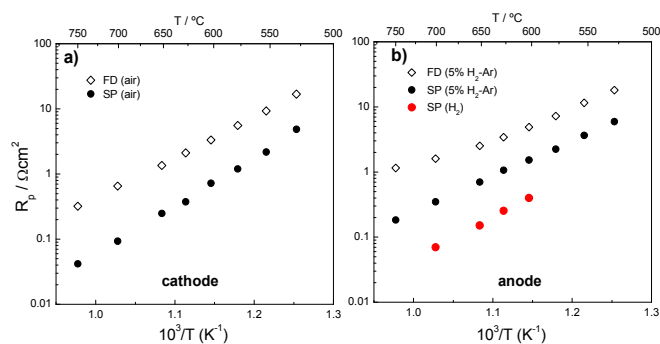 T / ºC
750 700 650 600 550 500
a)
FD (air)
SP (air)
R_p / Ωcm²
100
10
1
0.1
0.01
cathode
1.0 1.1 1.2 1.3
10³/T (K⁻¹)
T / ºC
750 700 650 600 550 500
b)
FD (5% H₂-Ar)
SP (5% H₂-Ar)
SP (H₂)
100
10
1
0.1
0.01
anode
1.0 1.1 1.2 1.3
10³/T (K⁻¹)